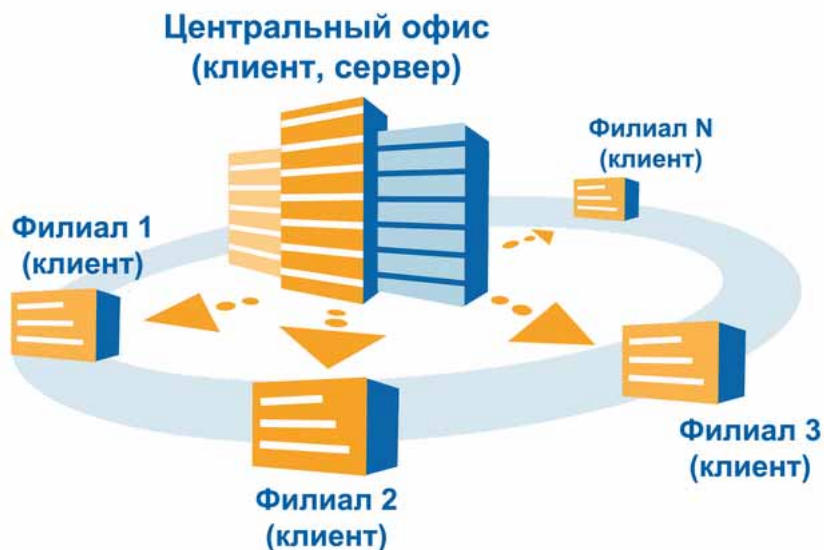 Центральный офис
(клиент, сервер)
Филиал N
(клиент)
Филиал 1
(клиент)
Филиал 3
(клиент)
Филиал 2
(клиент)